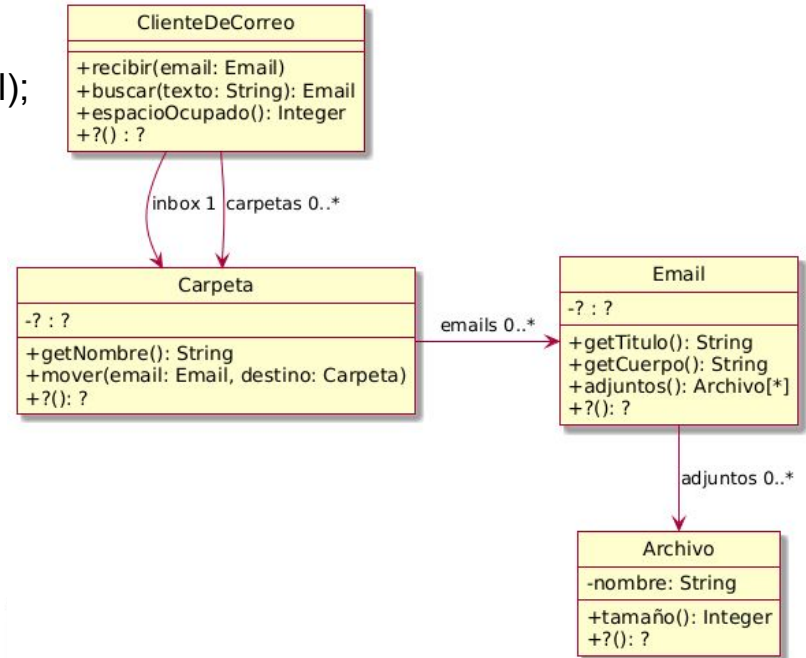 ClienteDeCorreo
l);
+recibir(email: Email)
+buscar(texto: String): Email
+espacioOcupado(): Integer
+?() : ?
inbox 1
carpetas 0..*
Carpeta
-? : ?
+getNombre(): String
+mover(email: Email, destino: Carpeta)
+?(): ?
emails 0..*
Email
-? : ?
+getTitulo(): String
+getCuerpo(): String
+adjuntos(): Archivo[*]
+?(): ?
adjuntos 0..*
Archivo
-nombre: String
+tamaño(): Integer
+?(): ?